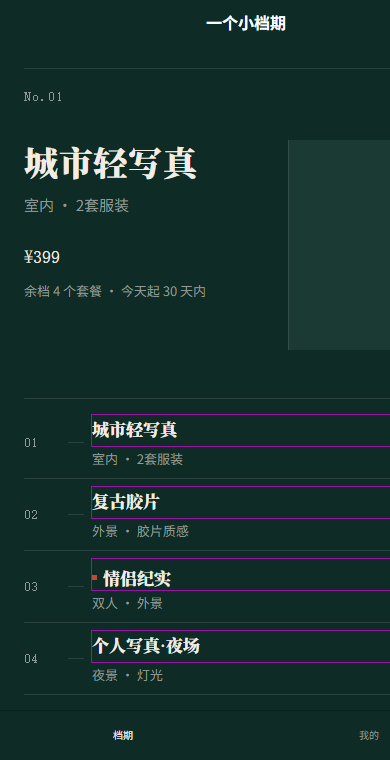 一个小档期
No.01
城市轻写真
室内 · 2套服装
¥399
余档 4 个套餐 · 今天起 30 天内
01
城市轻写真
室内 · 2套服装
02
复古胶片
外景 · 胶片质感
03
情侣纪实
双人 · 外景
04
个人写真·夜场
夜景 · 灯光
档期
我的